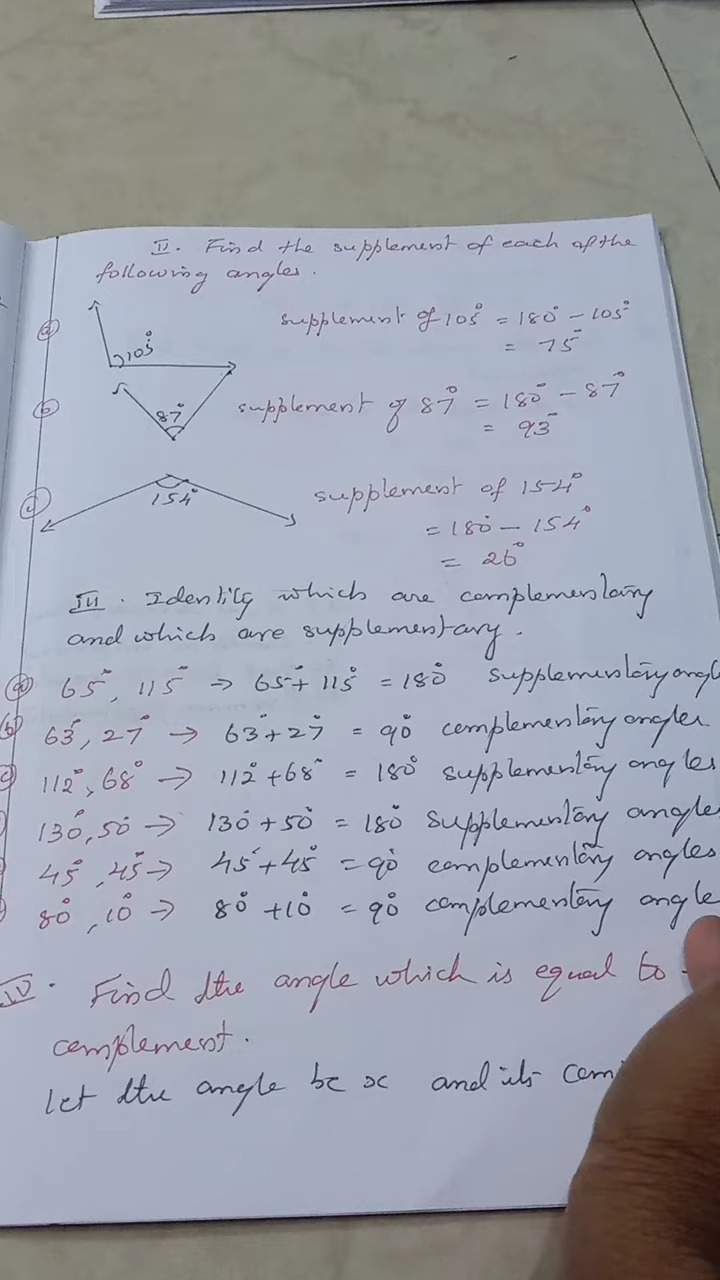 II. Find the supplement of each of the
following angles.
(a) 105° supplement of 105° = 180° - 105°
= 75°
(b) 87° supplement of 87° = 180° - 87°
= 93°
(c) 154° supplement of 154°
= 180° - 154°
= 26°
III. Identify which are complementary
and which are supplementary.
(a) 65°, 115° → 65° + 115° = 180° supplementary angle
(b) 63°, 27° → 63° + 27° = 90° complementary angles
112°, 68° → 112° + 68° = 180° supplementary angles
130°, 50° → 130° + 50° = 180° supplementary angles
45°, 45° → 45° + 45° = 90° complementary angles
80°, 10° → 80° + 10° = 90° complementary angle
IV. Find the angle which is equal to
complement.
Let the angle be x and its com